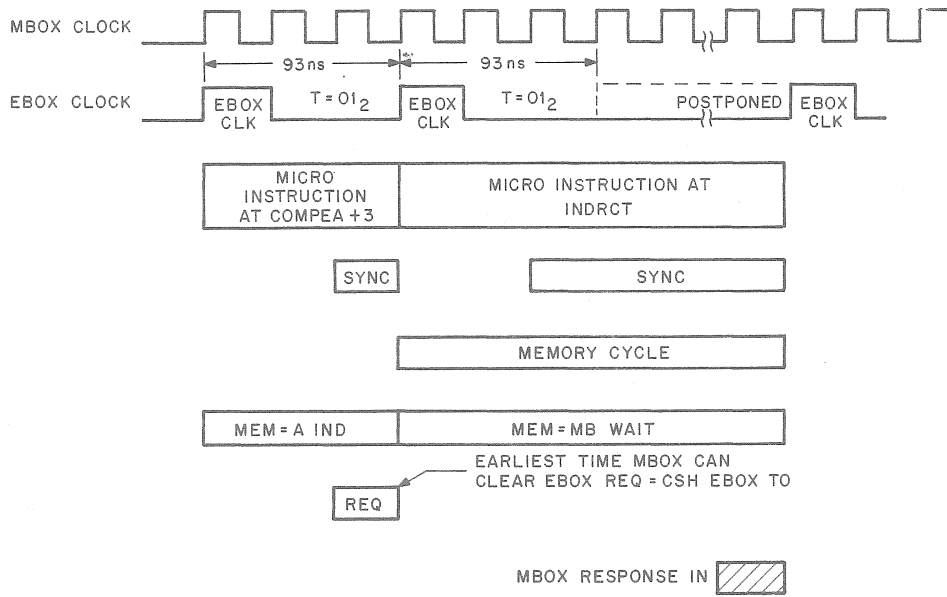 MBOX CLOCK
93ns
93ns
EBOX CLOCK
EBOX
CLK
T=01₂
EBOX
CLK
T=01₂
POSTPONED
EBOX
CLK
MICRO
INSTRUCTION
AT COMPEA +3
MICRO INSTRUCTION AT
INDRCT
SYNC
SYNC
MEMORY CYCLE
MEM=A IND
MEM=MB WAIT
EARLIEST TIME MBOX CAN
CLEAR EBOX REQ = CSH EBOX TO
REQ
MBOX RESPONSE IN